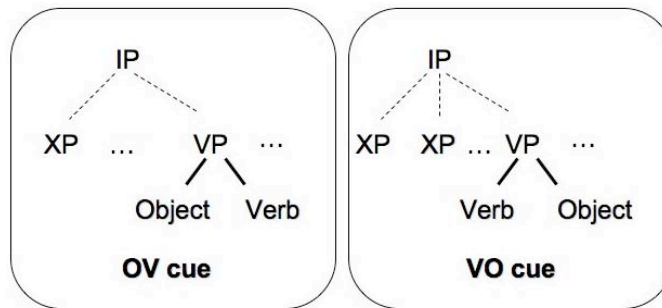 IP
XP ... VP ...
Object Verb
OV cue
IP
XP XP ... VP ...
Verb Object
VO cue